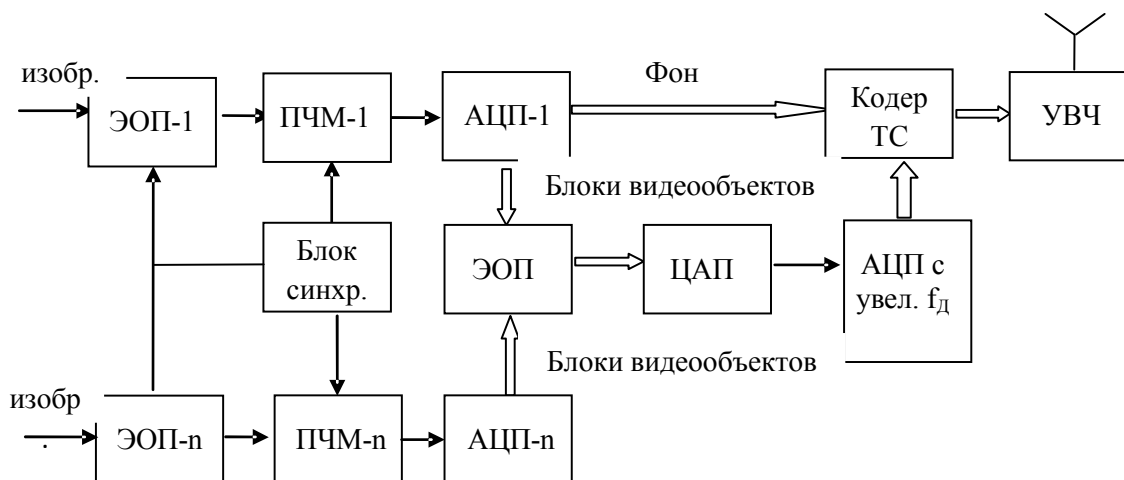 изобр.
Фон
ЭОП-1
ПЧМ-1
АЦП-1
Кодер
ТС
УВЧ
Блоки видеообъектов
Блок
синхр.
ЭОП
ЦАП
АЦП с
увел. fД
Блоки видеообъектов
изобр
.
ЭОП-n
ПЧМ-n
АЦП-n